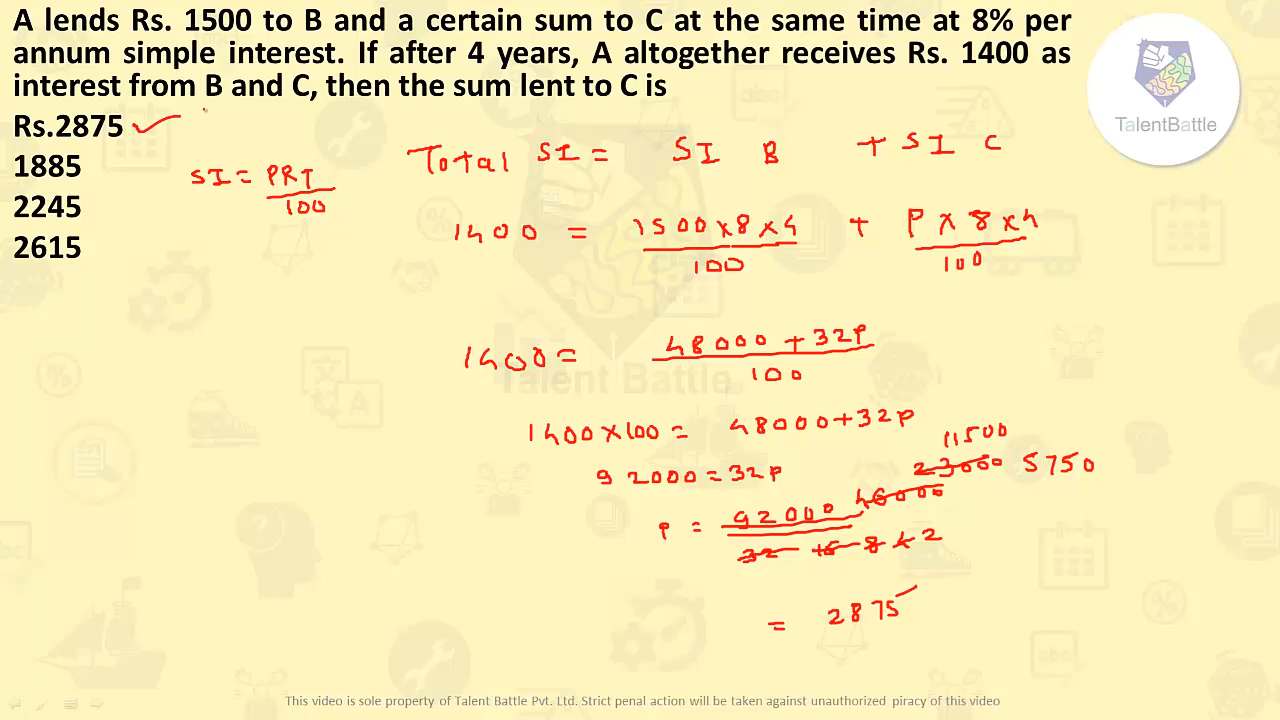 A lends Rs. 1500 to B and a certain sum to C at the same time at 8% per
annum simple interest. If after 4 years, A altogether receives Rs. 1400 as
interest from B and C, then the sum lent to C is
Rs.2875
1885
2245
2615
TalentBattle
SI = PRT
100
Total SI = SI B + SI C
1400 = 1500 x 8 x 4 + P x 8 x 4
100 100
1400 = 48000 + 32P
100
1400 x 100 = 48000 + 32P
92000 = 32P
11500
23000 5750
P = 92000 46000
32 16 8 4 2
= 2875
Talent Battle
This video is sole property of Talent Battle Pvt. Ltd. Strict penal action will be taken against unauthorized piracy of this video